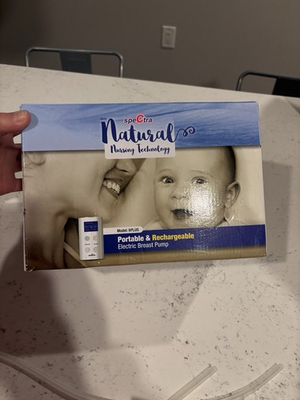 speCtra
Natural
Nursing Technology
Model: 9PLUS
Portable & Rechargeable
Electric Breast Pump